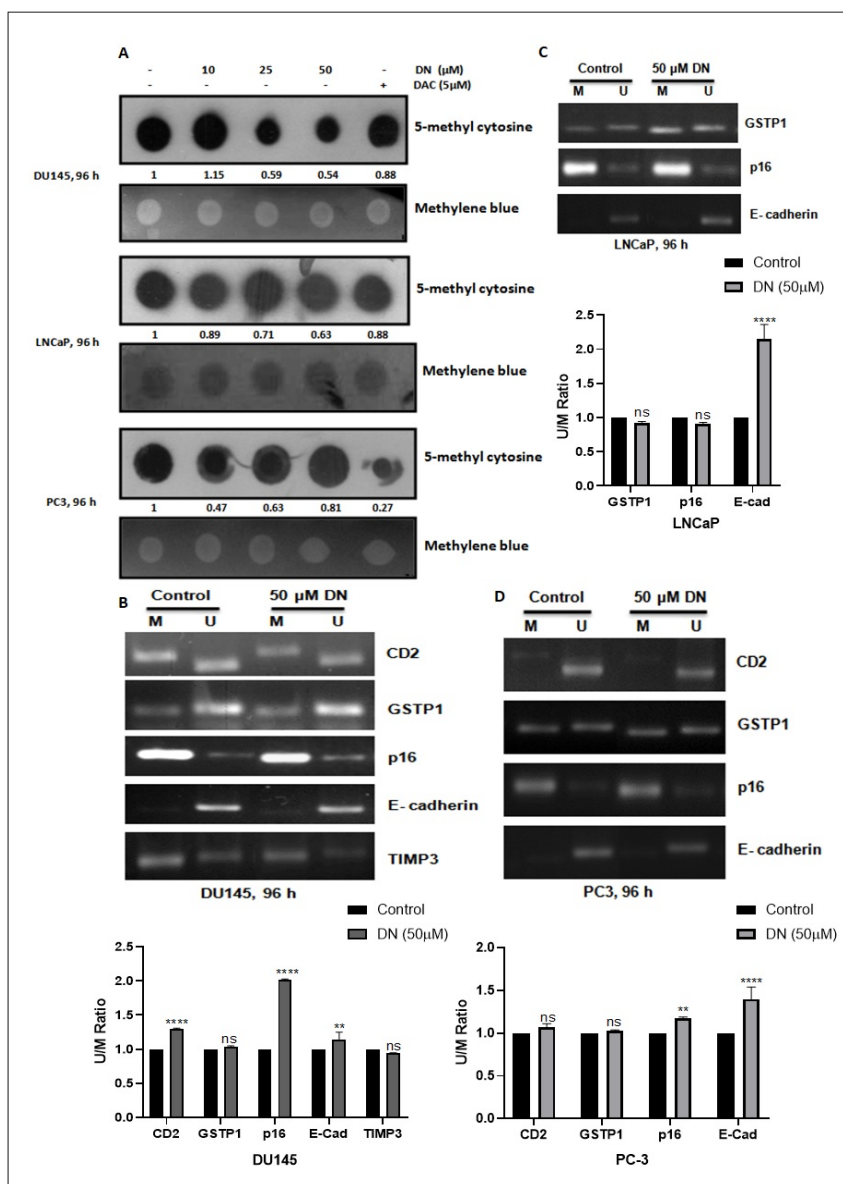 A
- 10 25 50 - DN (μM)
- - - - + DAC (5μM)
5-methyl cytosine
DU145, 96 h 1 1.15 0.59 0.54 0.88
Methylene blue
5-methyl cytosine
LNCaP, 96 h 1 0.89 0.71 0.63 0.88
Methylene blue
5-methyl cytosine
PC3, 96 h 1 0.47 0.63 0.81 0.27
Methylene blue
C
Control 50 μM DN
M U M U
GSTP1
p16
E-cadherin
LNCaP, 96 h
Control
DN (50μM)
U/M Ratio
2.5
2.0
1.5
1.0
0.5
0.0
ns ns ****
GSTP1 p16 E-cad
LNCaP
B
Control 50 μM DN
M U M U
CD2
GSTP1
p16
E-cadherin
TIMP3
DU145, 96 h
Control
DN (50μM)
U/M Ratio
2.5
2.0
1.5
1.0
0.5
0.0
**** ns **** ** ns
CD2 GSTP1 p16 E-Cad TIMP3
DU145
D
Control 50 μM DN
M U M U
CD2
GSTP1
p16
E-cadherin
PC3, 96 h
Control
DN (50μM)
U/M Ratio
2.0
1.5
1.0
0.5
0.0
ns ns ** ****
CD2 GSTP1 p16 E-Cad
PC-3